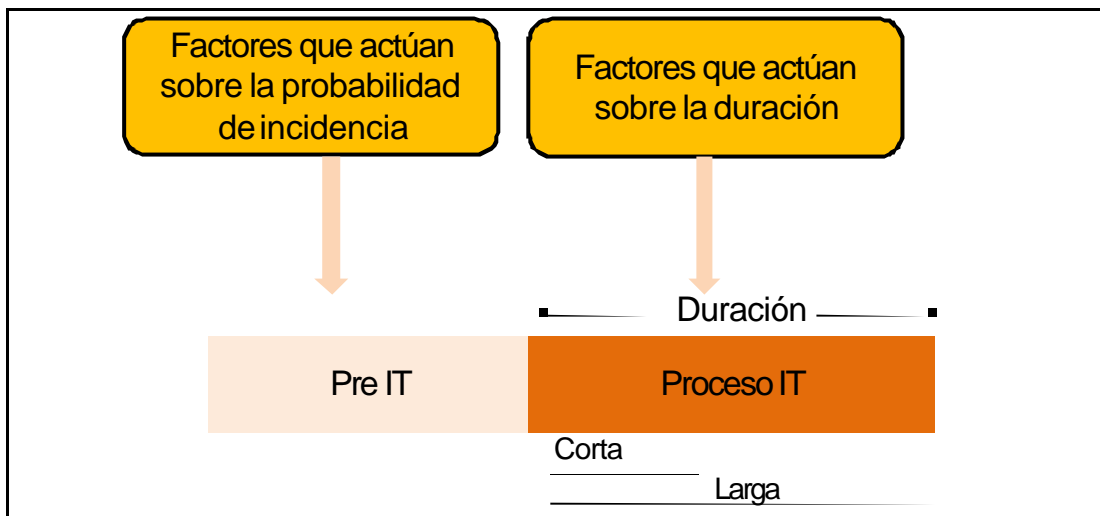 Factores que actúan
sobre la probabilidad
de incidencia
Factores que actúan
sobre la duración
Duración
Pre IT
Proceso IT
Corta
Larga